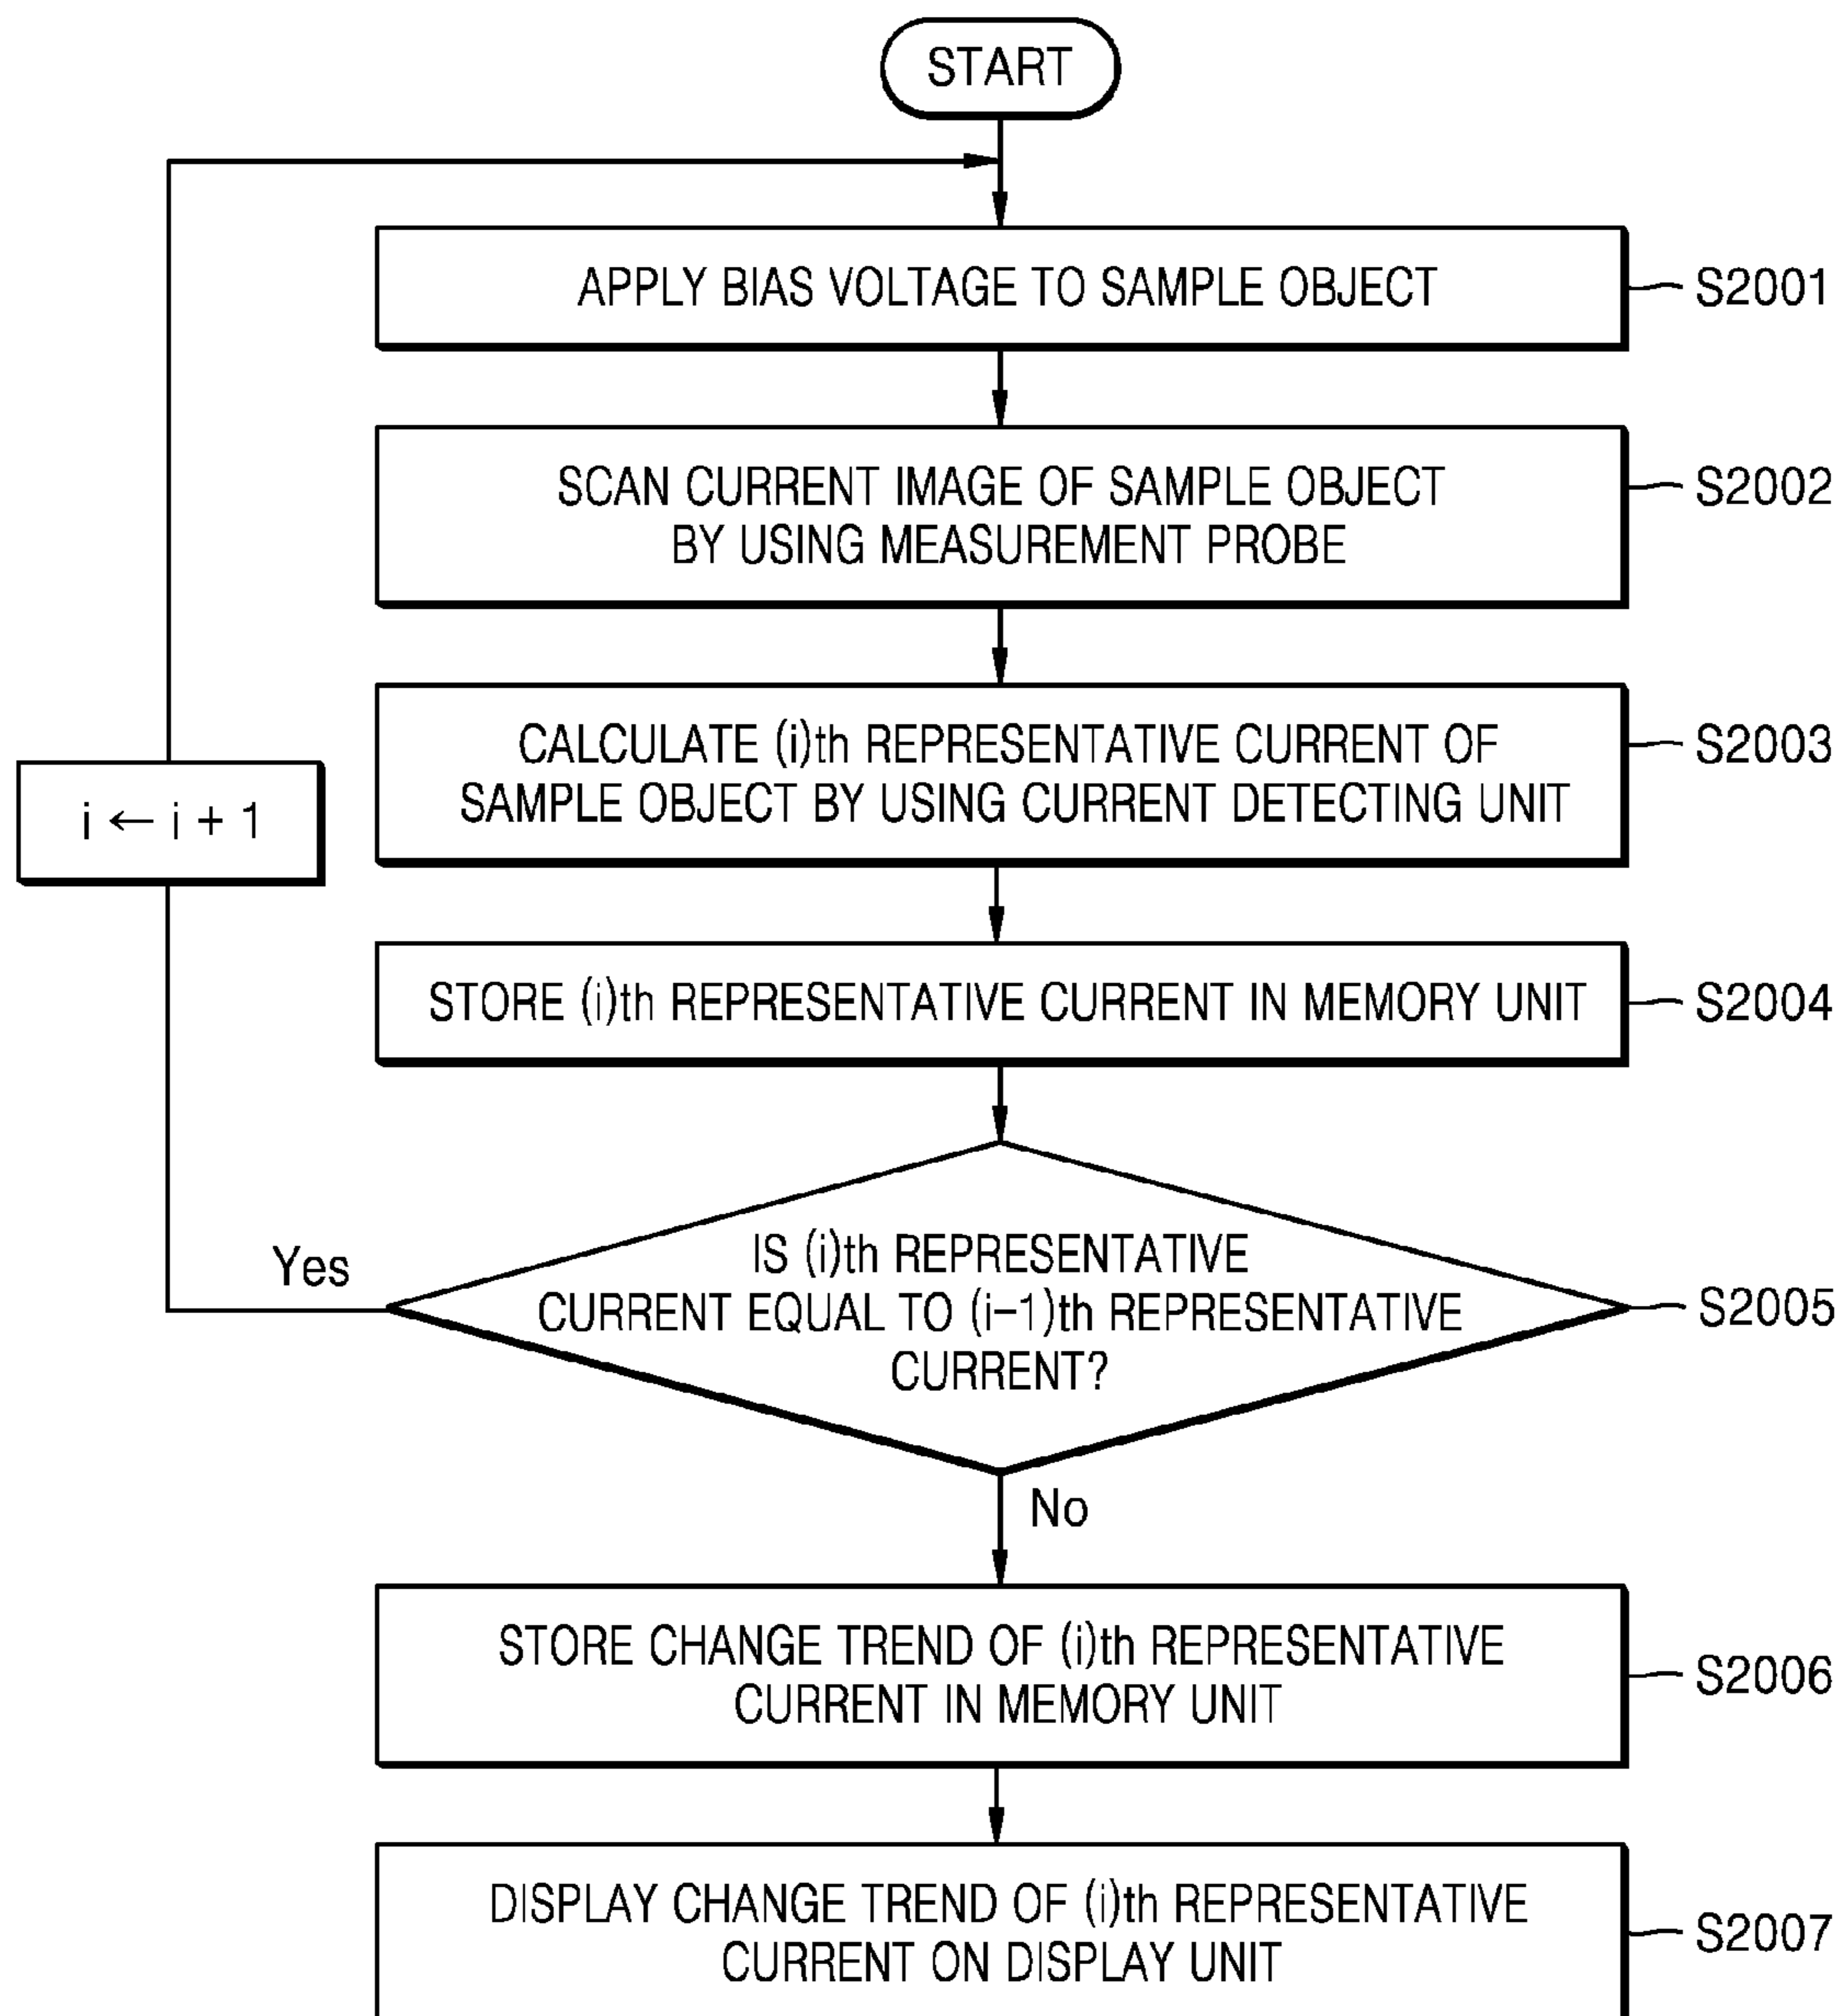 START
APPLY BIAS VOLTAGE TO SAMPLE OBJECT
S2001
SCAN CURRENT IMAGE OF SAMPLE OBJECT
BY USING MEASUREMENT PROBE
S2002
CALCULATE (i)th REPRESENTATIVE CURRENT OF
SAMPLE OBJECT BY USING CURRENT DETECTING UNIT
S2003
i ← i + 1
STORE (i)th REPRESENTATIVE CURRENT IN MEMORY UNIT
S2004
Yes
IS (i)th REPRESENTATIVE
CURRENT EQUAL TO (i−1)th REPRESENTATIVE
CURRENT?
S2005
No
STORE CHANGE TREND OF (i)th REPRESENTATIVE
CURRENT IN MEMORY UNIT
S2006
DISPLAY CHANGE TREND OF (i)th REPRESENTATIVE
CURRENT ON DISPLAY UNIT
S2007